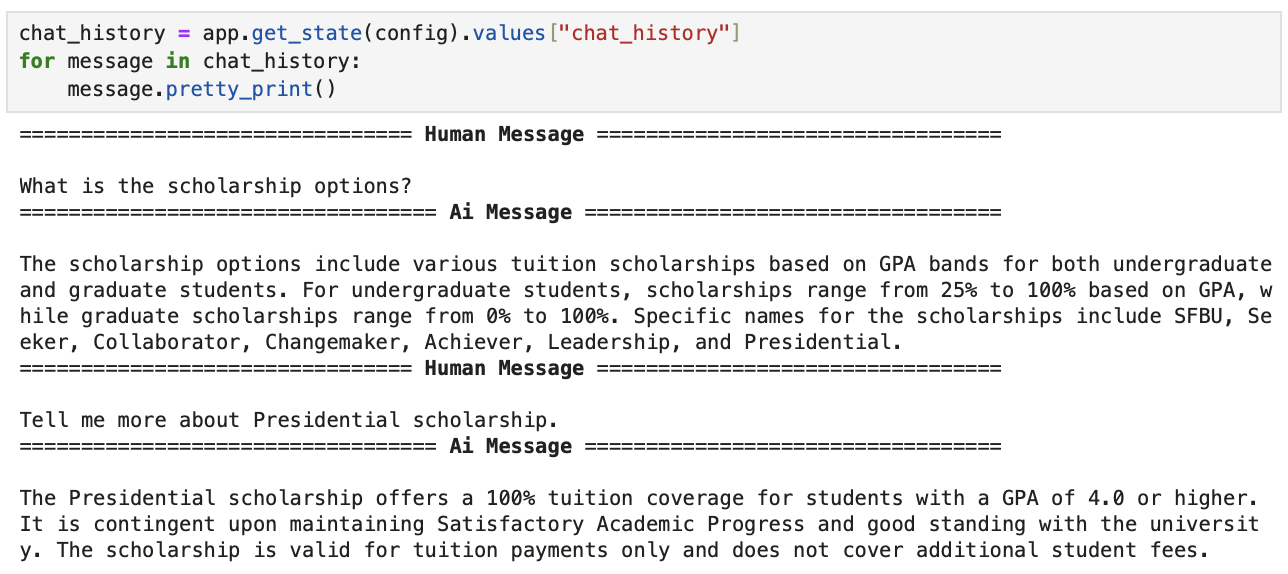 chat_history = app.get_state(config).values["chat_history"]
for message in chat_history:
    message.pretty_print()
================================ Human Message =================================
What is the scholarship options?
================================== Ai Message ==================================
The scholarship options include various tuition scholarships based on GPA bands for both undergraduate
and graduate students. For undergraduate students, scholarships range from 25% to 100% based on GPA, w
hile graduate scholarships range from 0% to 100%. Specific names for the scholarships include SFBU, Se
eker, Collaborator, Changemaker, Achiever, Leadership, and Presidential.
================================ Human Message =================================
Tell me more about Presidential scholarship.
================================== Ai Message ==================================
The Presidential scholarship offers a 100% tuition coverage for students with a GPA of 4.0 or higher.
It is contingent upon maintaining Satisfactory Academic Progress and good standing with the universit
y. The scholarship is valid for tuition payments only and does not cover additional student fees.